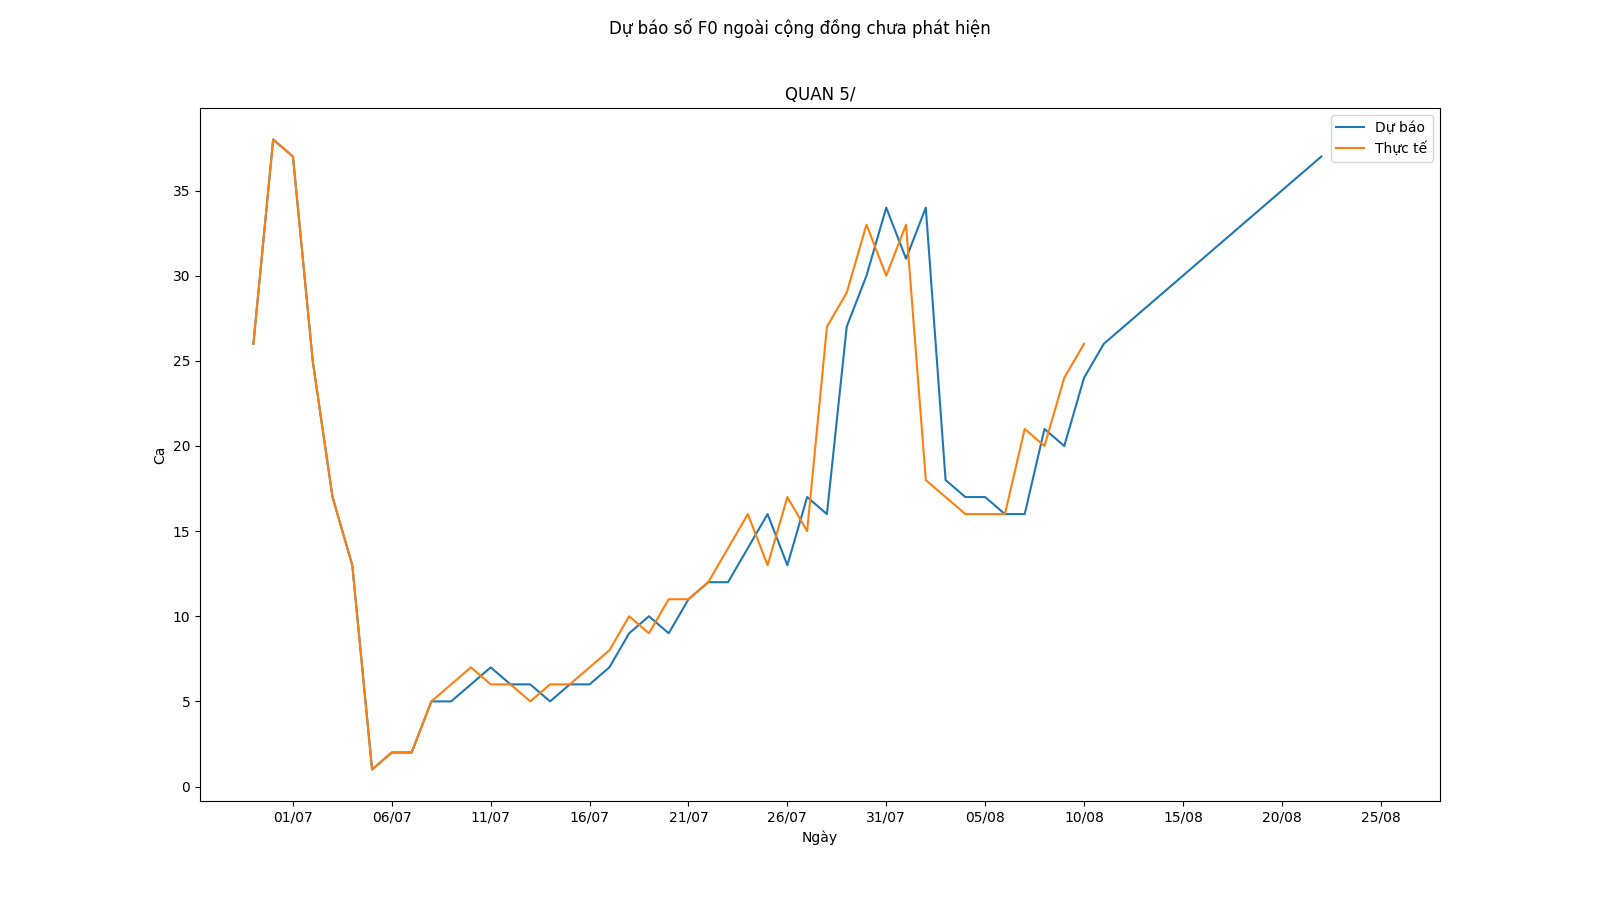 Dự báo số F0 ngoài cộng đồng chưa phát hiện
QUAN 5/
Dự báo
Thực tế
35
30
25
20
15
10
5
0
Ca
01/07 06/07 11/07 16/07 21/07 26/07 31/07 05/08 10/08 15/08 20/08 25/08
Ngày